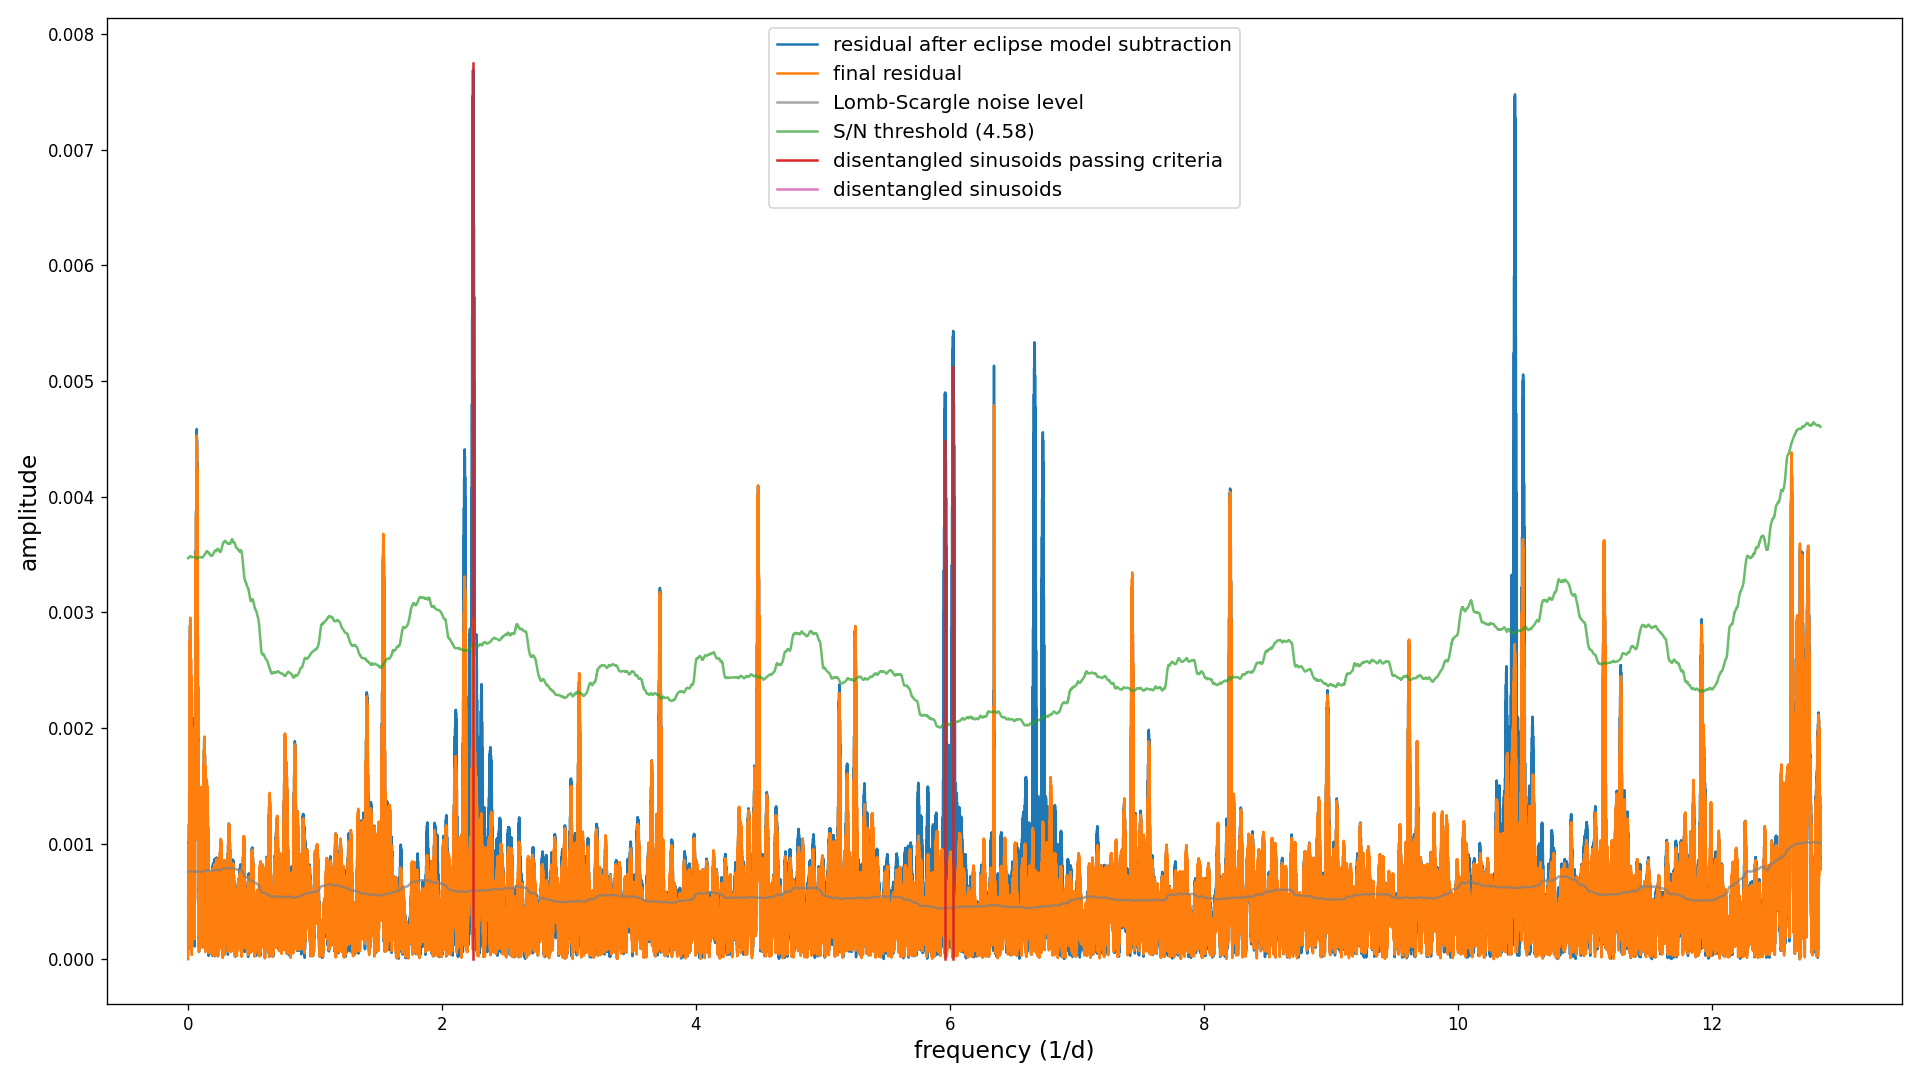 0.008
0.007
0.006
0.005
0.004
0.003
0.002
0.001
0.000
amplitude
residual after eclipse model subtraction
final residual
Lomb-Scargle noise level
S/N threshold (4.58)
disentangled sinusoids passing criteria
disentangled sinusoids
0 2 4 6 8 10 12
frequency (1/d)